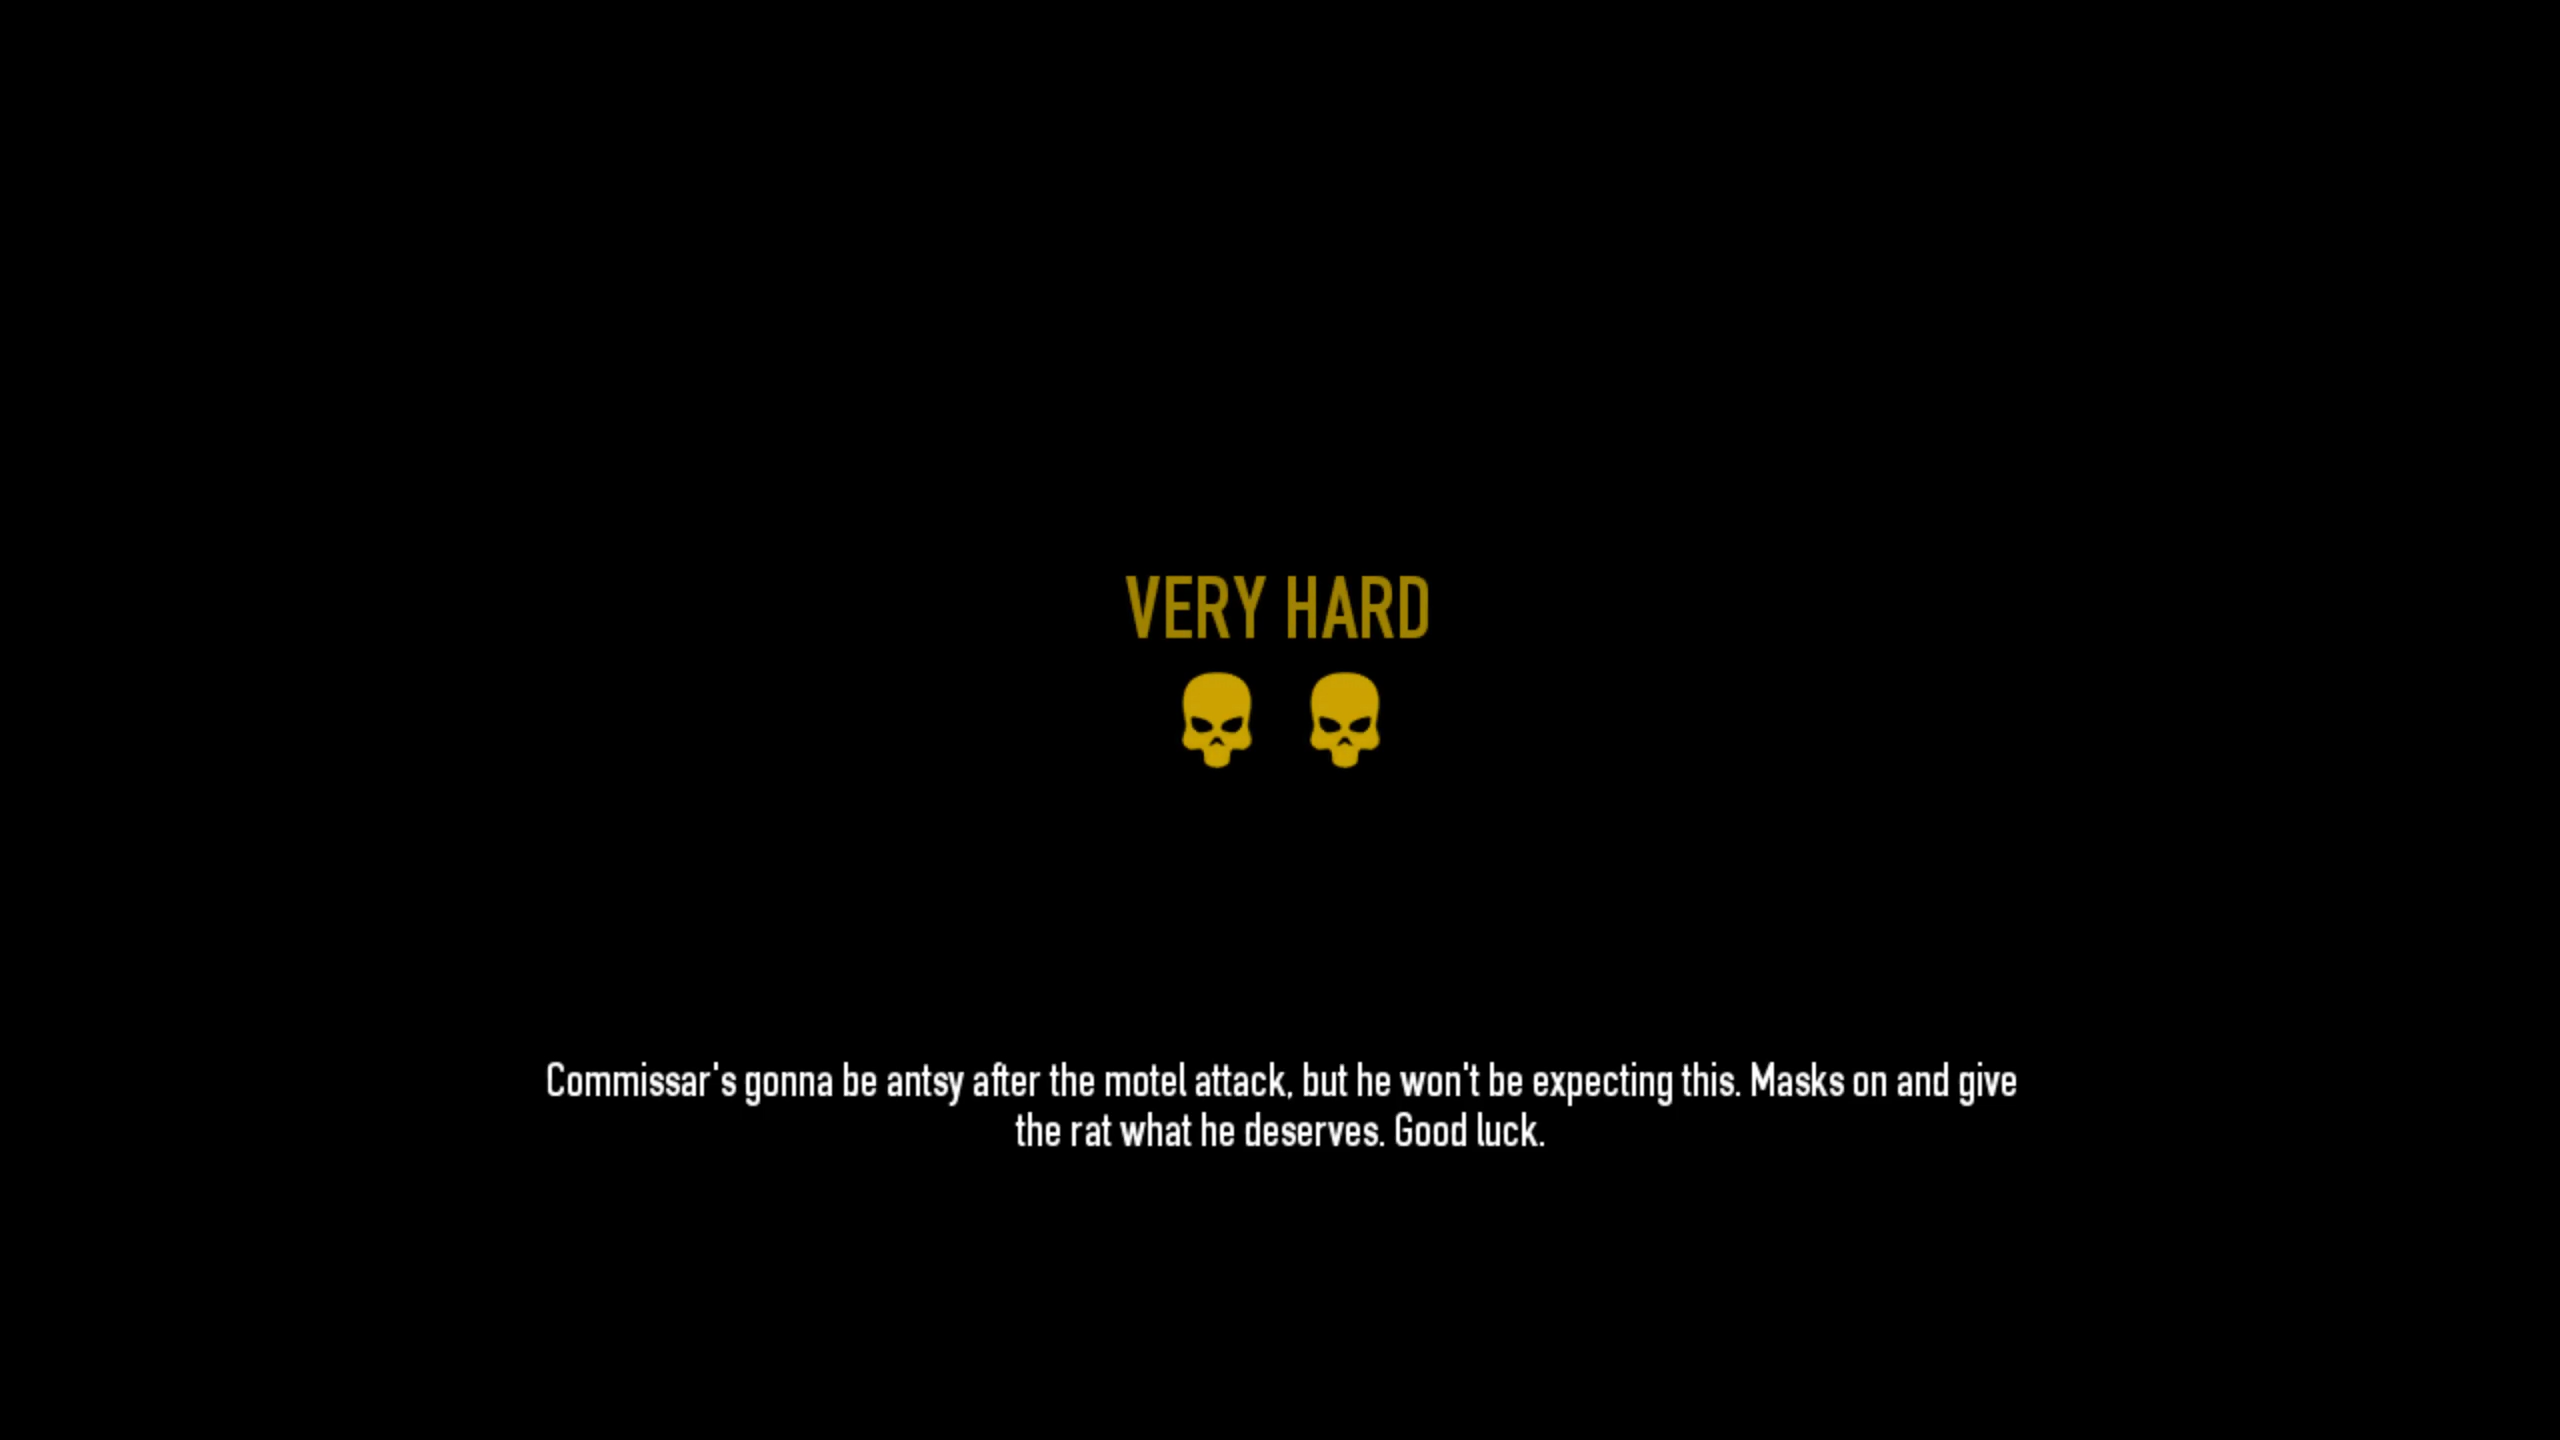 VERY HARD
Commissar's gonna be antsy after the motel attack, but he won't be expecting this. Masks on and give
the rat what he deserves. Good luck.